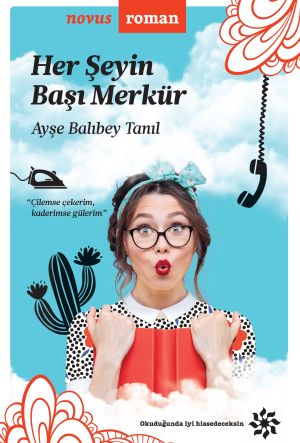 novus roman
Her Şeyin
Başı Merkür
Ayşe Balıbey Tanıl
"Çilemse çekerim,
kaderimse gülerim"
Okuduğunda iyi hissedeceksin